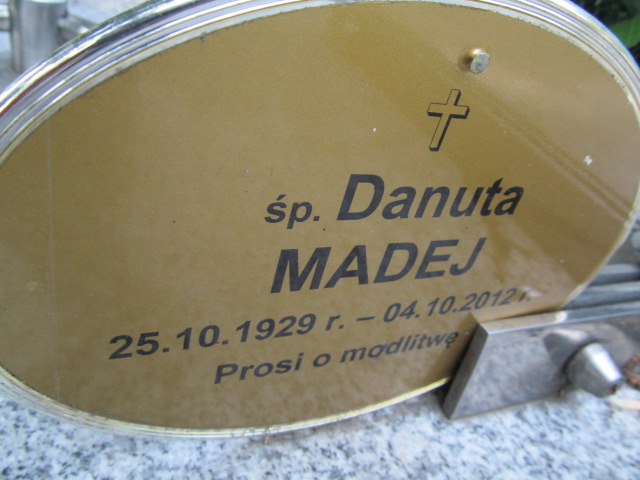 śp. Danuta
MADEJ
25.10.1929 r. – 04.10.2012 r.
Prosi o modlitwę